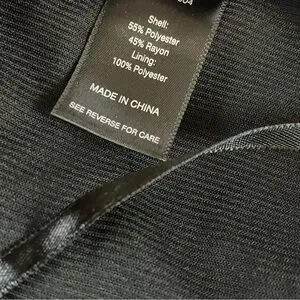 Shell:
55% Polyester
45% Rayon
Lining:
100% Polyester
MADE IN CHINA
SEE REVERSE FOR CARE